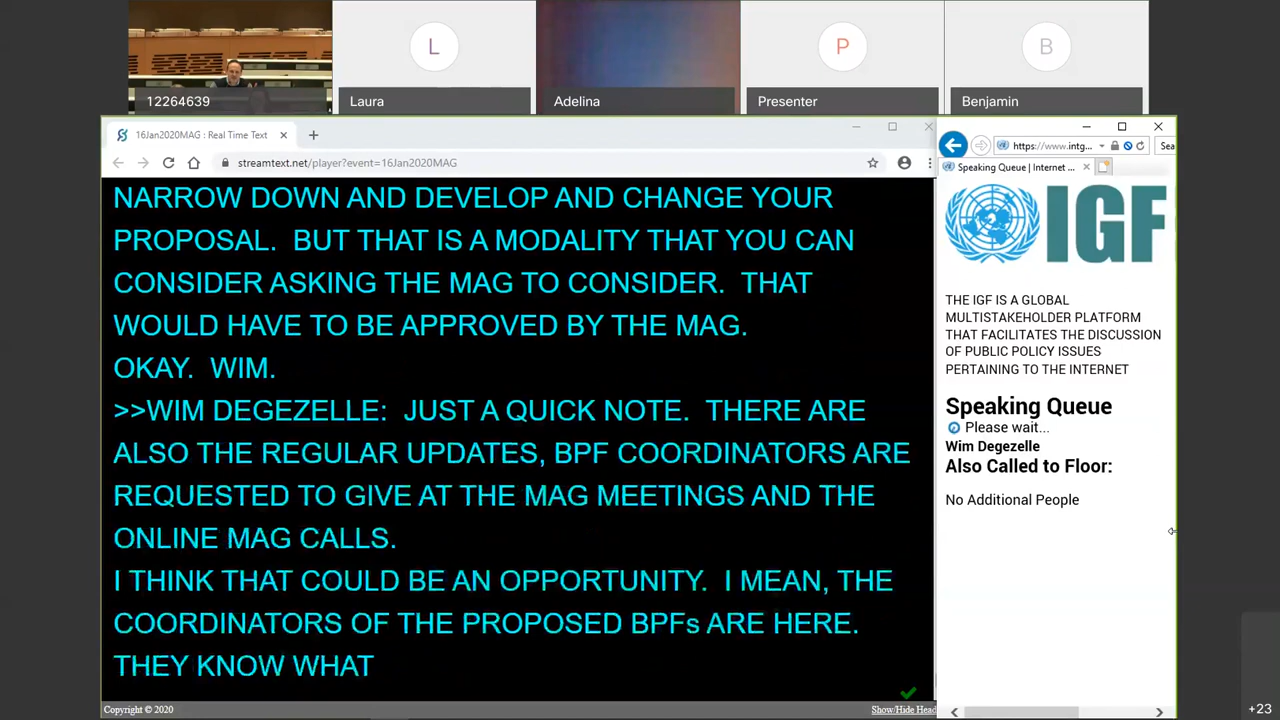 L
P
B
12264639
Laura
Adelina
Presenter
Benjamin
16Jan2020MAG : Real Time Text
streamtext.net/player?event=16Jan2020MAG
NARROW DOWN AND DEVELOP AND CHANGE YOUR
PROPOSAL. BUT THAT IS A MODALITY THAT YOU CAN
CONSIDER ASKING THE MAG TO CONSIDER. THAT
WOULD HAVE TO BE APPROVED BY THE MAG.
OKAY. WIM.
>>WIM DEGEZELLE: JUST A QUICK NOTE. THERE ARE
ALSO THE REGULAR UPDATES, BPF COORDINATORS ARE
REQUESTED TO GIVE AT THE MAG MEETINGS AND THE
ONLINE MAG CALLS.
I THINK THAT COULD BE AN OPPORTUNITY. I MEAN, THE
COORDINATORS OF THE PROPOSED BPFs ARE HERE.
THEY KNOW WHAT
Copyright © 2020
Show/Hide Head
https://www.intg...
Sea
Speaking Queue | Internet ...
IGF
THE IGF IS A GLOBAL
MULTISTAKEHOLDER PLATFORM
THAT FACILITATES THE DISCUSSION
OF PUBLIC POLICY ISSUES
PERTAINING TO THE INTERNET
Speaking Queue
Please wait...
Wim Degezelle
Also Called to Floor:
No Additional People
+23